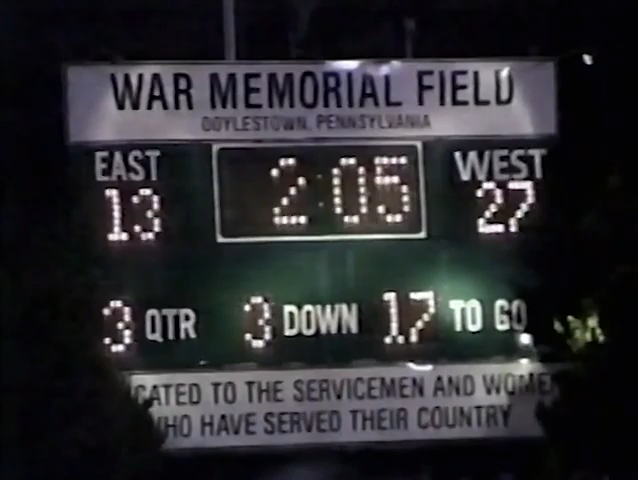 WAR MEMORIAL FIELD
DOYLESTOWN, PENNSYLVANIA
EAST 2:05 WEST
13 27
3 QTR 3 DOWN 17 TO GO
CATED TO THE SERVICEMEN AND WOME
WHO HAVE SERVED THEIR COUNTRY